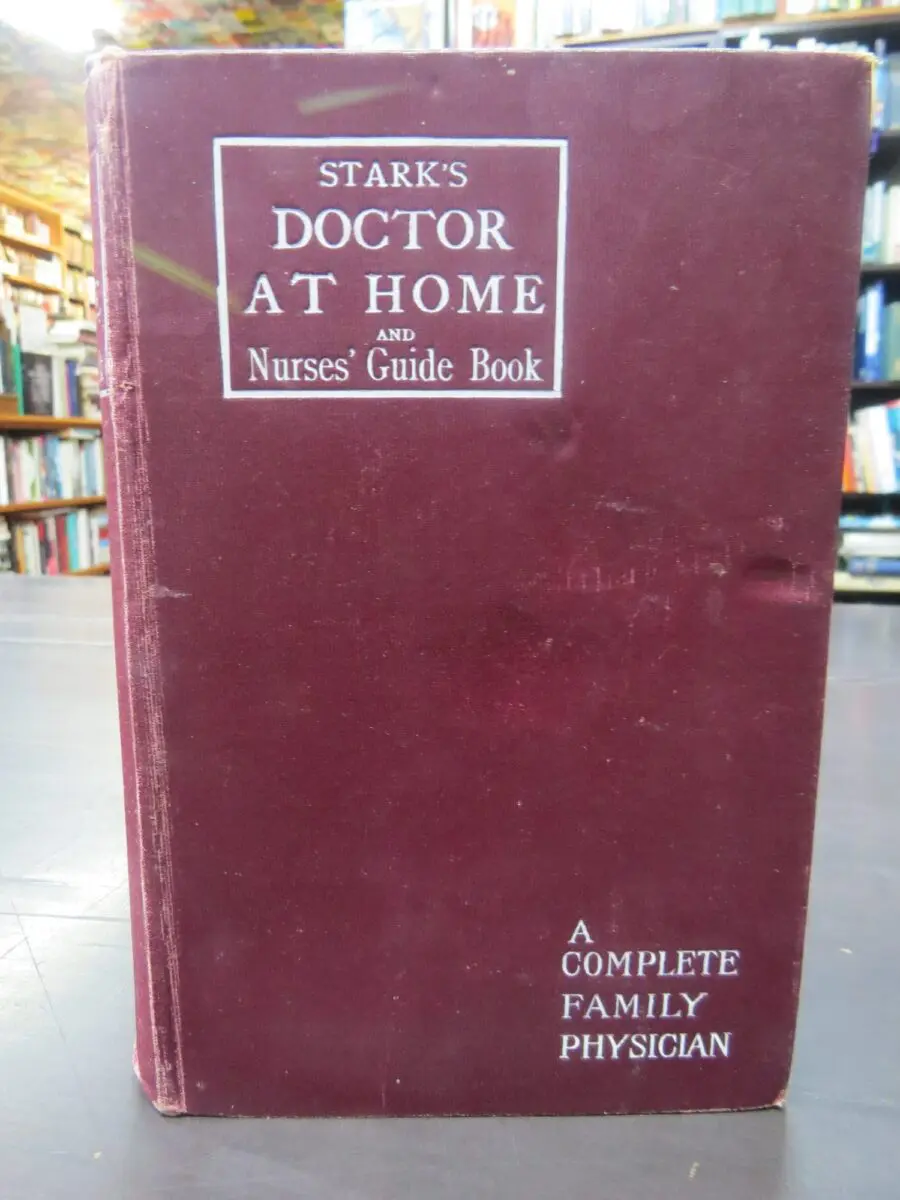 STARK'S
DOCTOR
AT HOME
AND
Nurses' Guide Book
A
COMPLETE
FAMILY
PHYSICIAN